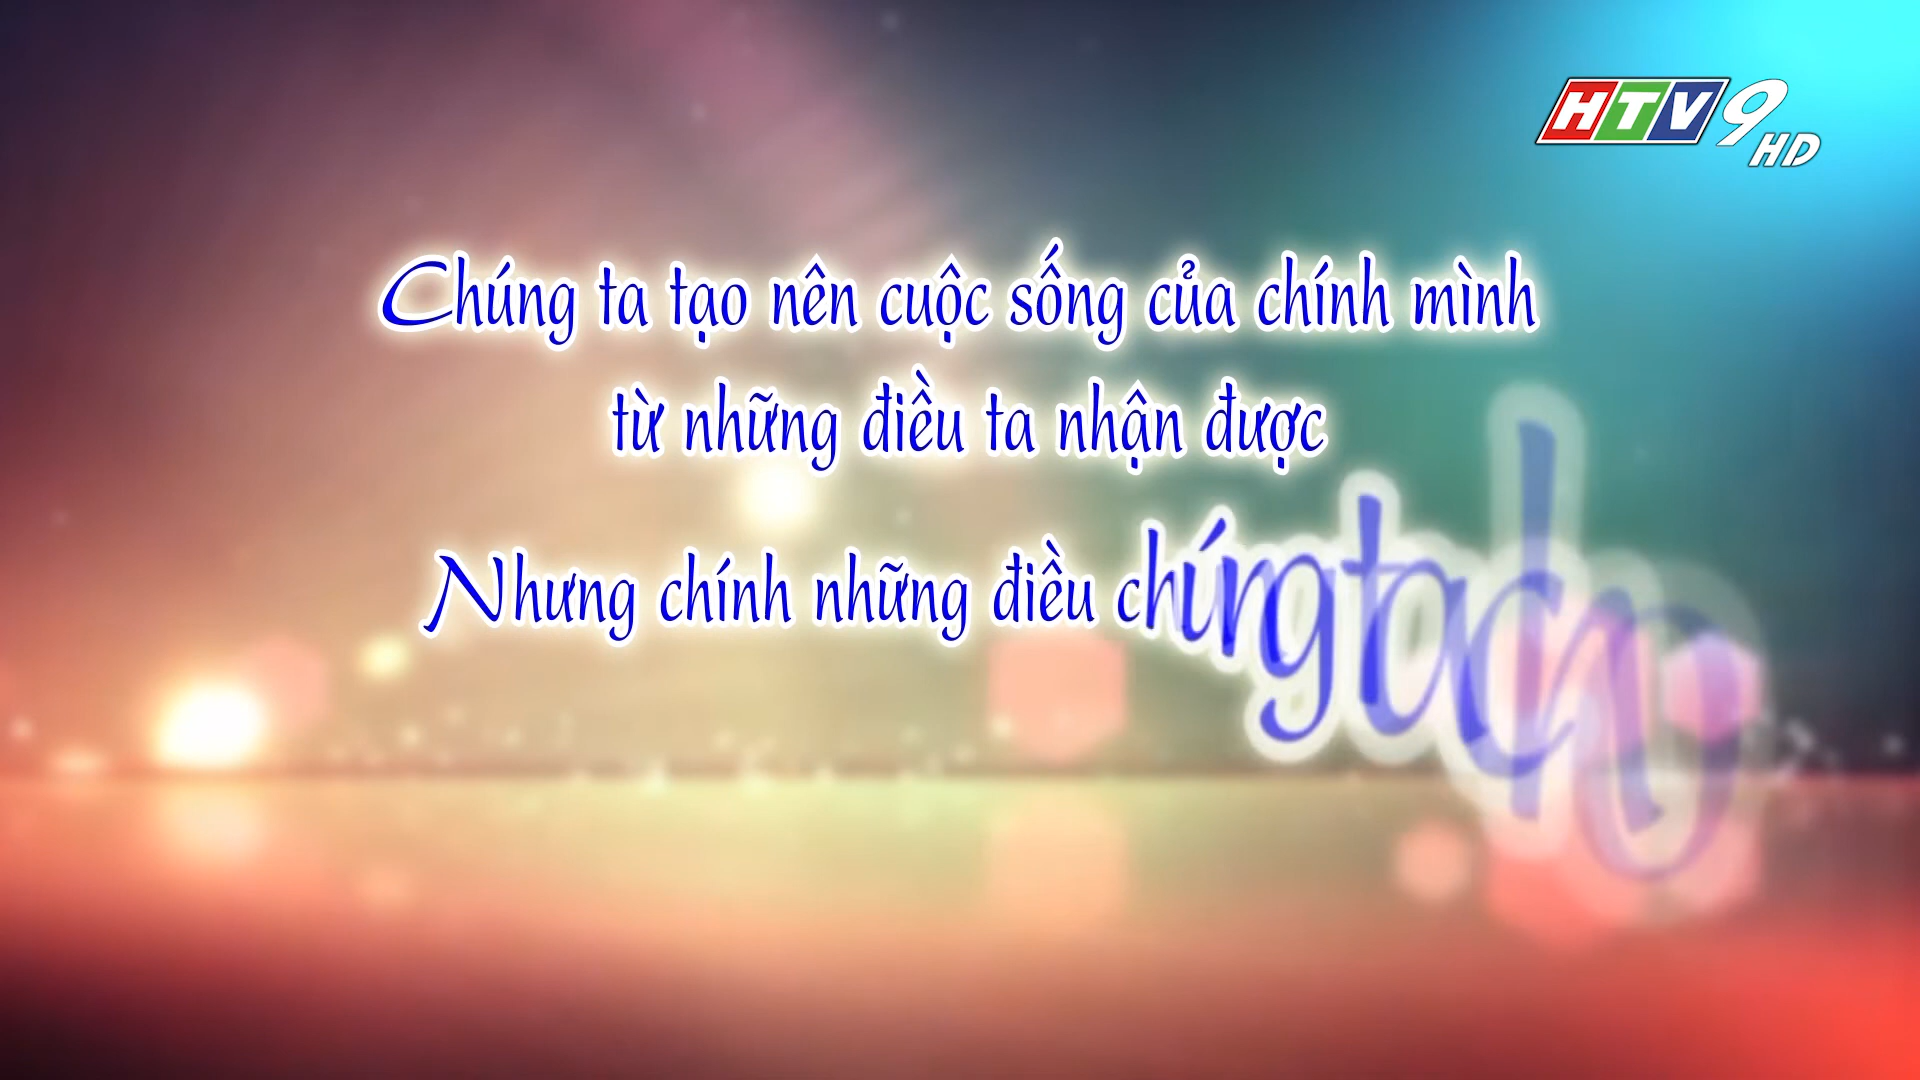 HTV9
HD
Chúng ta tạo nên cuộc sống của chính mình
từ những điều ta nhận được
Nhưng chính những điều chúng ta cho